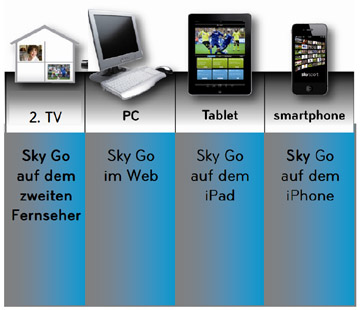 2. TV
PC
Tablet
smartphone
Sky Go
auf dem
zweiten
Fernseher
Sky Go
im Web
Sky Go
auf dem
iPad
Sky Go
auf dem
iPhone